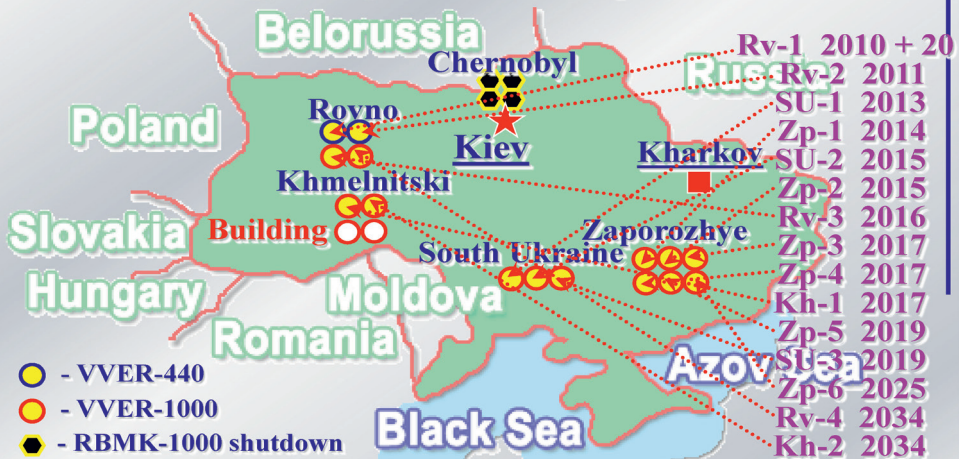 Belorussia
Chernobyl
Rovno
Poland
Kiev
Russia
Kharkov
Khmelnitski
Slovakia
Building
South Ukraine
Zaporozhye
Hungary
Moldova
Romania
Azov Sea
Black Sea
- VVER-440
- VVER-1000
- RBMK-1000 shutdown
Rv-1 2010 + 20
Rv-2 2011
SU-1 2013
Zp-1 2014
SU-2 2015
Zp-2 2015
Rv-3 2016
Zp-3 2017
Zp-4 2017
Kh-1 2017
Zp-5 2019
SU-3 2019
Zp-6 2025
Rv-4 2034
Kh-2 2034